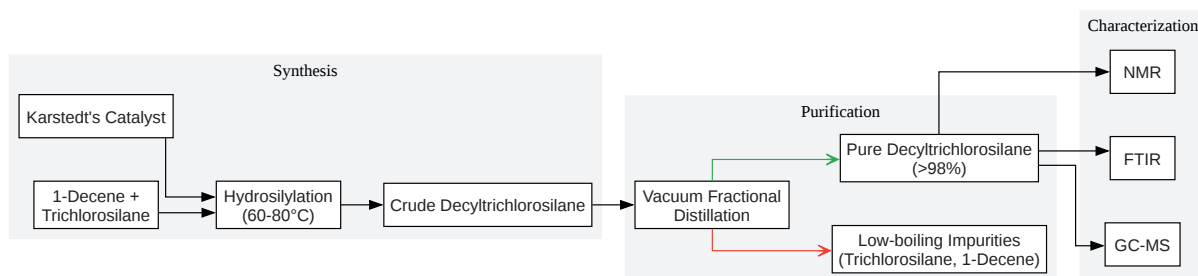 Synthesis
Karstedt's Catalyst
1-Decene +
Trichlorosilane
Hydrosilylation
(60-80°C)
Crude Decyltrichlorosilane
Purification
Vacuum Fractional
Distillation
Pure Decyltrichlorosilane
(>98%)
Low-boiling Impurities
(Trichlorosilane, 1-Decene)
Characterization
NMR
FTIR
GC-MS